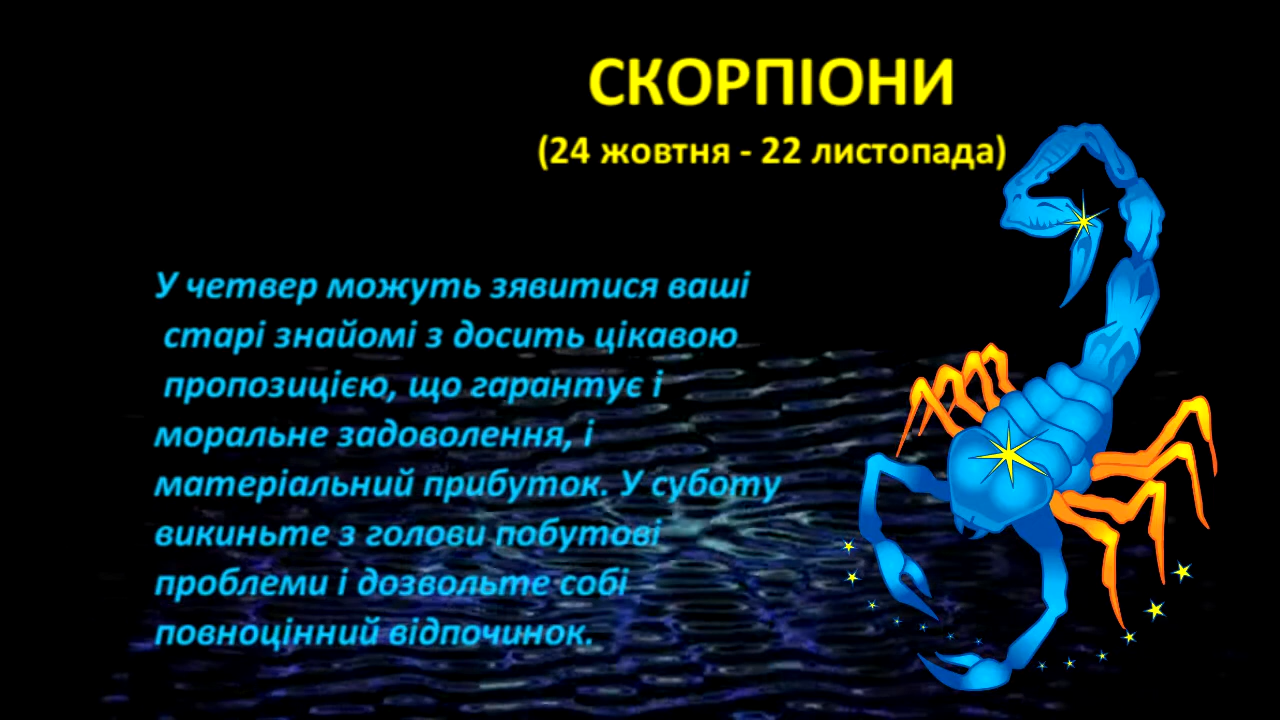 СКОРПІОНИ
(24 жовтня - 22 листопада)
У четвер можуть зявитися ваші
старі знайомі з досить цікавою
пропозицією, що гарантує і
моральне задоволення, і
матеріальний прибуток. У суботу
викиньте з голови побутові
проблеми і дозвольте собі
повноцінний відпочинок.